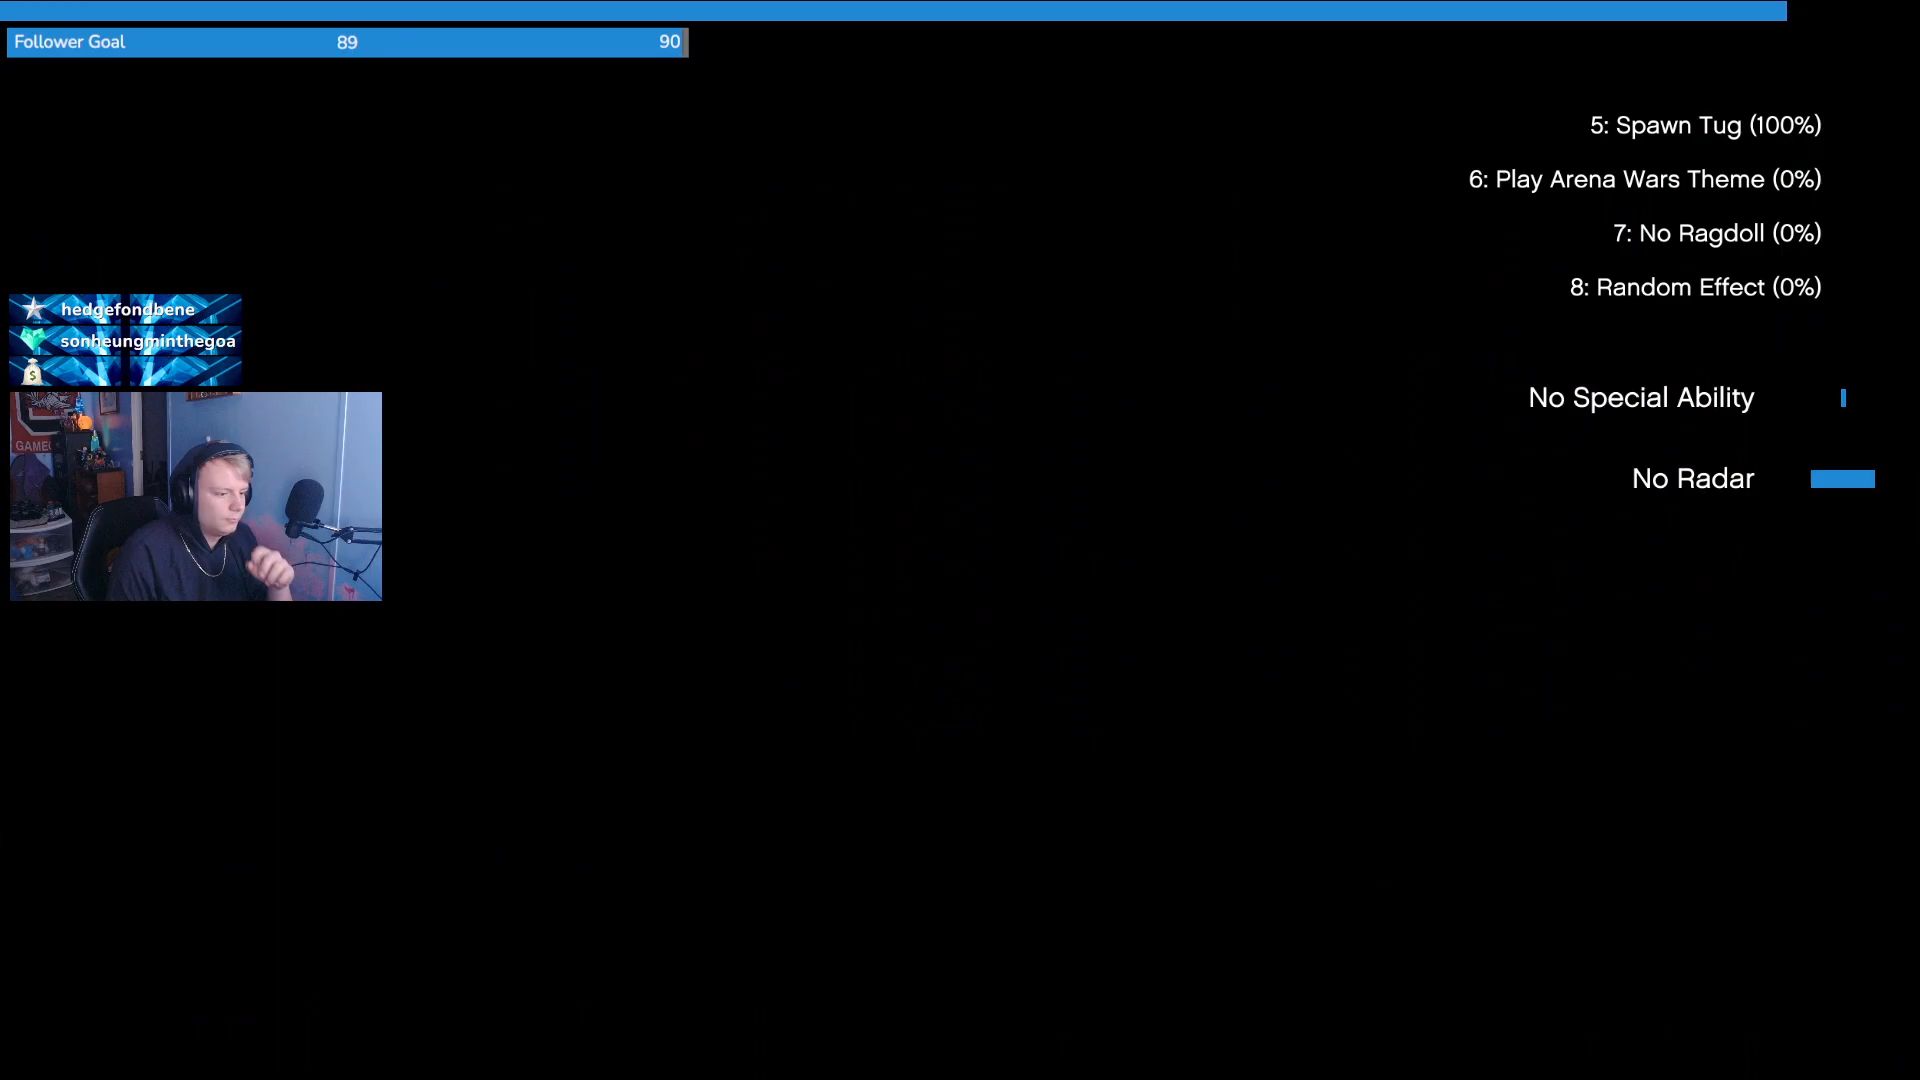 Follower Goal 89 90
5: Spawn Tug (100%)
6: Play Arena Wars Theme (0%)
7: No Ragdoll (0%)
8: Random Effect (0%)
hedgefondbene
sonheungminthegoa
No Special Ability
No Radar